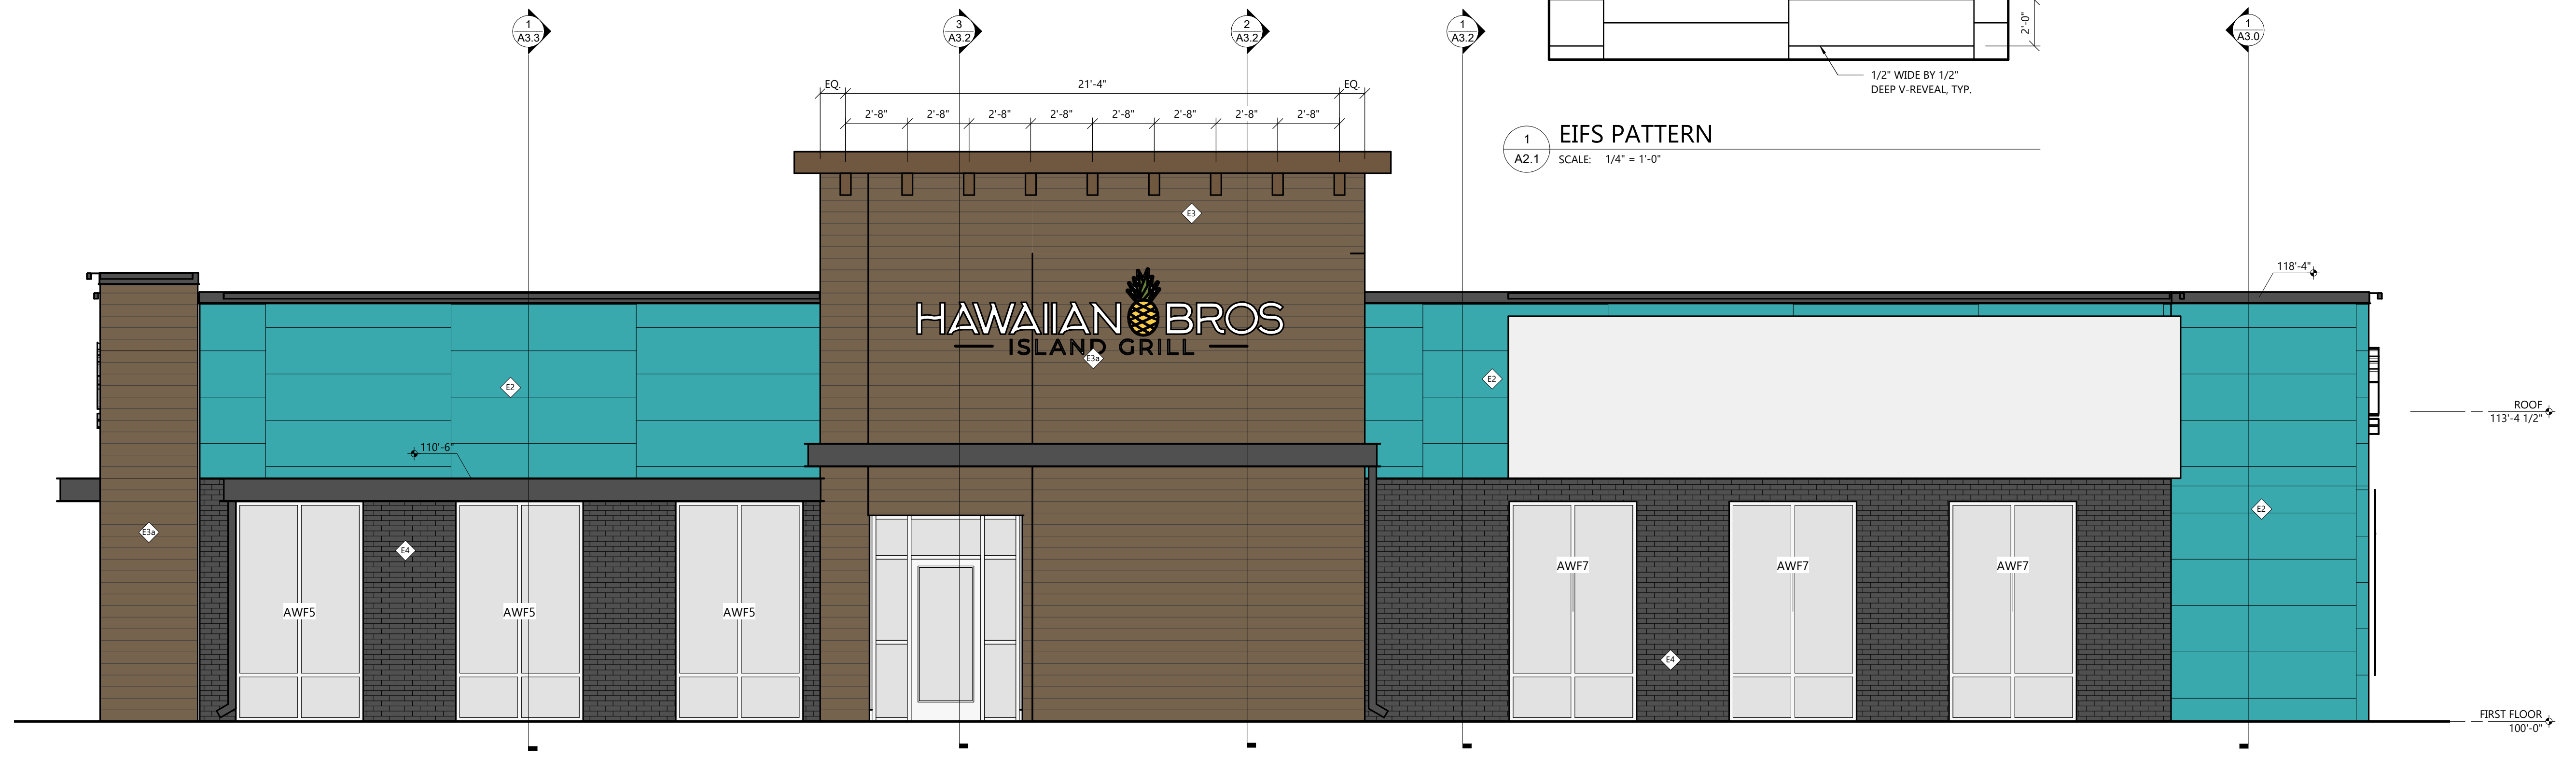 1
A3.3
3
A3.2
2
A3.2
1
A3.2
1
A3.0
2'-0"
1/2" WIDE BY 1/2"
DEEP V-REVEAL, TYP.
EQ.
21'-4"
EQ.
2'-8"
2'-8"
2'-8"
2'-8"
2'-8"
2'-8"
2'-8"
2'-8"
1
A2.1
EIFS PATTERN
SCALE: 1/4" = 1'-0"
E3
118'-4"
HAWAIIAN BROS
ISLAND GRILL
E3a
E2
E2
ROOF
113'-4 1/2"
110'-6"
E2
E3a
E4
AWF7
AWF7
AWF7
AWF5
AWF5
AWF5
E4
FIRST FLOOR
100'-0"